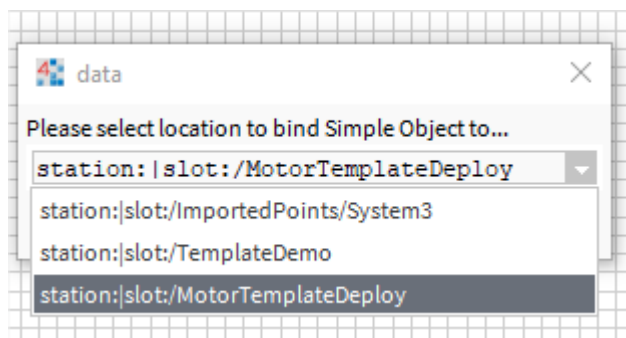 data
Please select location to bind Simple Object to...
station:|slot:/MotorTemplateDeploy
station:|slot:/ImportedPoints/System3
station:|slot:/TemplateDemo
station:|slot:/MotorTemplateDeploy